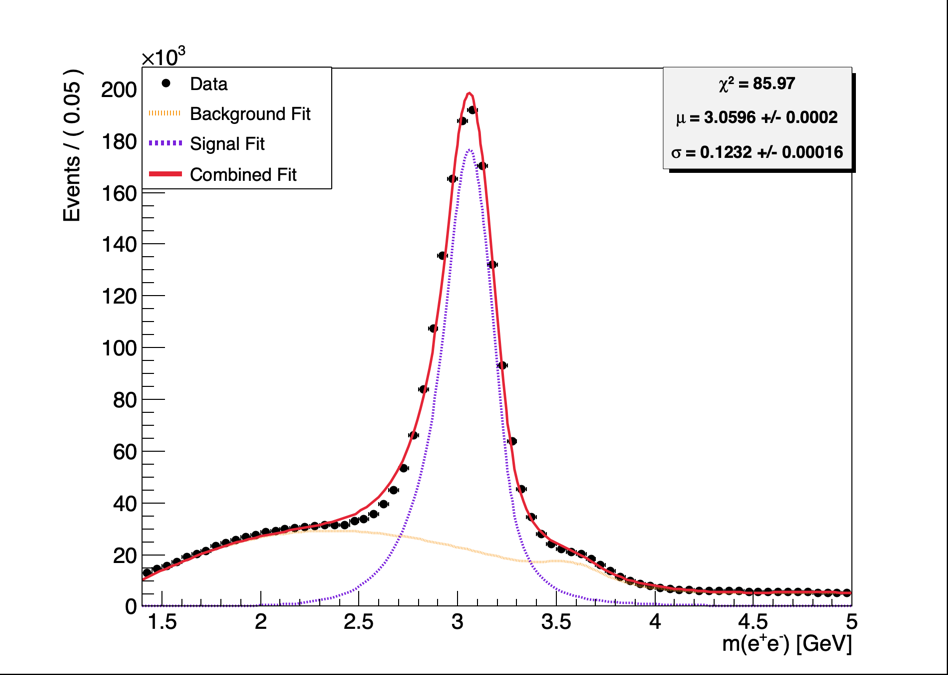 ×10³
Events / ( 0.05 )
200
180
160
140
120
100
80
60
40
20
0
Data
Background Fit
Signal Fit
Combined Fit
χ² = 85.97
μ = 3.0596 +/- 0.0002
σ = 0.1232 +/- 0.00016
1.5 2 2.5 3 3.5 4 4.5 5
m(e⁺e⁻) [GeV]